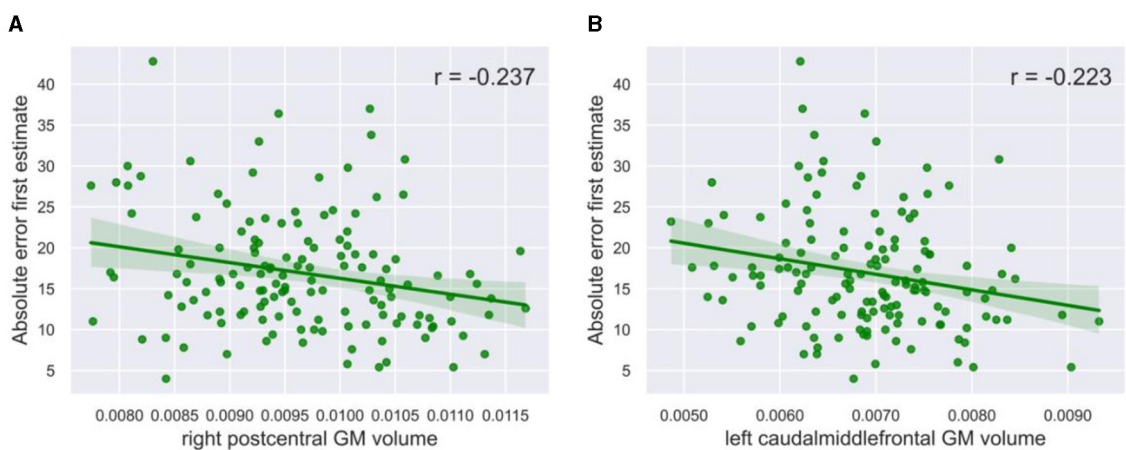 A
B
r = -0.237
r = -0.223
Absolute error first estimate
40
35
30
25
20
15
10
5
0.0080 0.0085 0.0090 0.0095 0.0100 0.0105 0.0110 0.0115
right postcentral GM volume
Absolute error first estimate
40
35
30
25
20
15
10
5
0.0050 0.0060 0.0070 0.0080 0.0090
left caudalmiddlefrontal GM volume